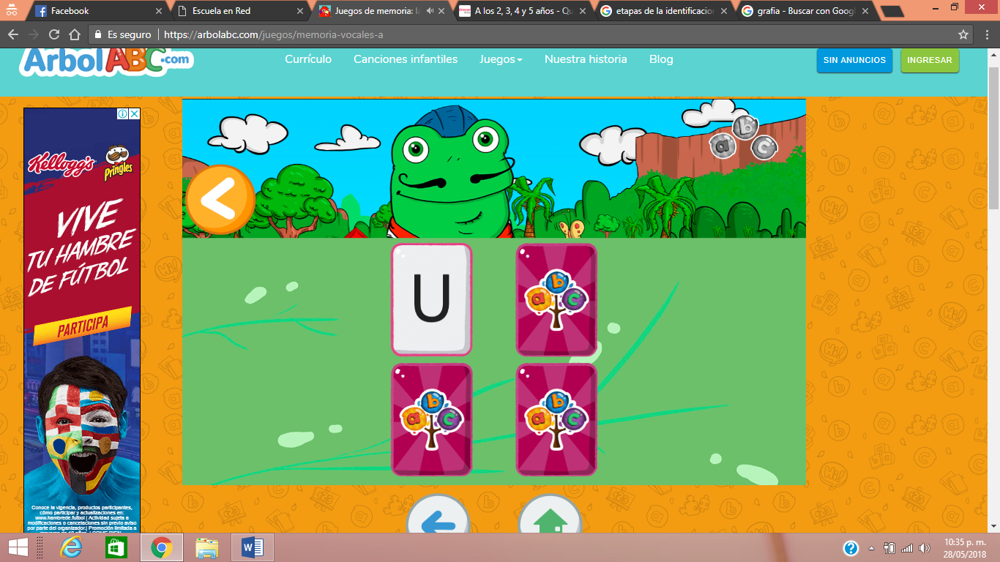 Facebook
Escuela en Red
Juegos de memoria: la
A los 2, 3, 4 y 5 años - Qu
etapas de la identificacio
grafia - Buscar con Googl
Es seguro
https://arbolabc.com/juegos/memoria-vocales-a
ArbolABC.com
Currículo
Canciones infantiles
Juegos
Nuestra historia
Blog
SIN ANUNCIOS
INGRESAR
Kellogg's
Pringles
VIVE
TU HAMBRE
DE FÚTBOL
PARTICIPA
Conoce la vigencia, productos participantes,
cómo participar y actualizaciones en:
www.hambrede.futbol | Actividad sujeta a
modificaciones o cancelaciones sin previo aviso
por parte del organizador | Promoción limitada a
a b c
U
a b c
a b c
a b c
10:35 p. m.
28/05/2018